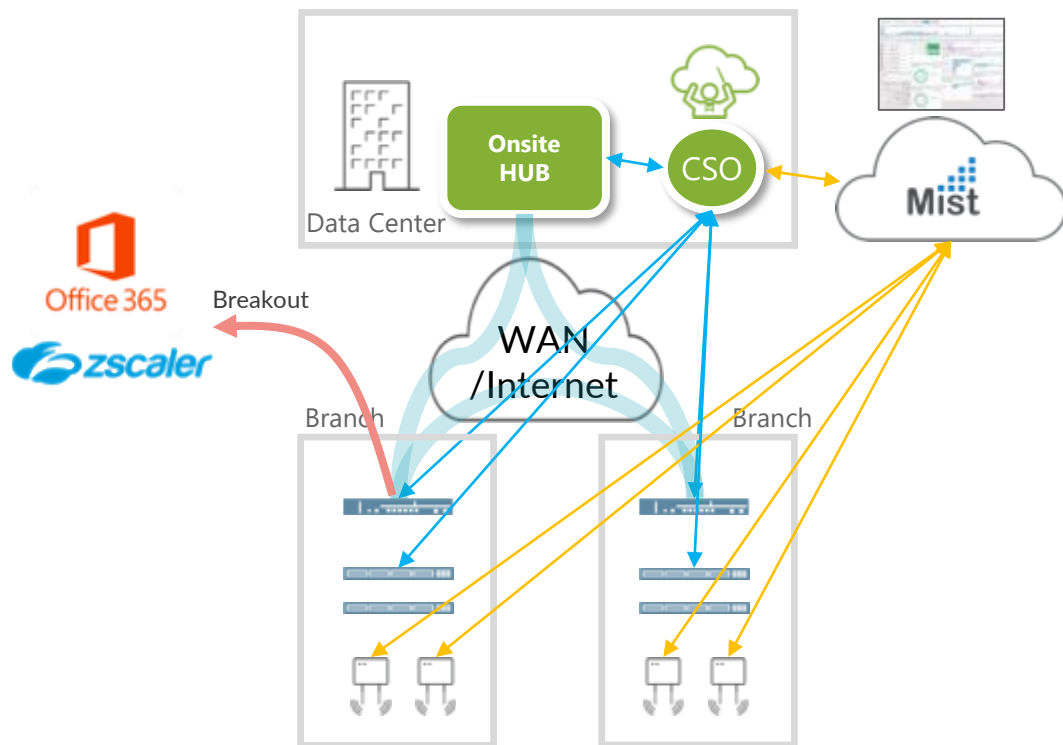 Onsite
HUB
CSO
Mist
Data Center
Office 365
Breakout
zscaler
WAN
/Internet
Branch
Branch